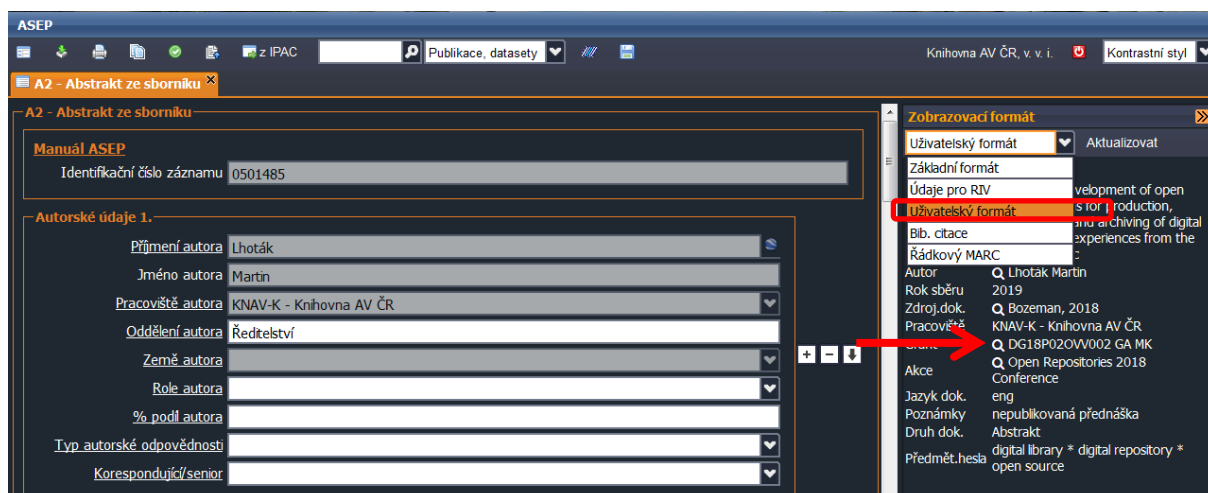 ASEP
z IPAC
Publikace, datasety
Knihovna AV ČR, v. v. i.
Kontrastní styl
A2 - Abstrakt ze sborníku
A2 - Abstrakt ze sborníku
Manuál ASEP
Identifikační číslo záznamu 0501485
Autorské údaje 1.
Příjmení autora Lhoták
Jméno autora Martin
Pracoviště autora KNAV-K - Knihovna AV ČR
Oddělení autora Ředitelství
Země autora
Role autora
% podíl autora
Typ autorské odpovědnosti
Korespondující/senior
Zobrazovací formát
Uživatelský formát Aktualizovat
Základní formát
Údaje pro RIV
Uživatelský formát
Bib. citace
Řádkový MARC
velopment of open
s for production,
and archiving of digital
experiences from the
Autor Lhoták Martin
Rok sběru 2019
Zdroj.dok. Bozeman, 2018
Pracoviště KNAV-K - Knihovna AV ČR
Grant DG18P02OVV002 GA MK
Akce Open Repositories 2018
Conference
Jazyk dok. eng
Poznámky nepublikovaná přednáška
Druh dok. Abstrakt
Předmět.hesla digital library * digital repository *
open source